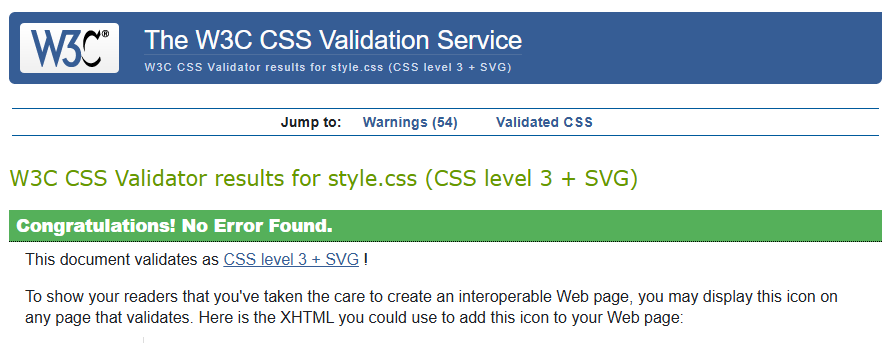 W3C®
The W3C CSS Validation Service
W3C CSS Validator results for style.css (CSS level 3 + SVG)
Jump to: Warnings (54) Validated CSS
W3C CSS Validator results for style.css (CSS level 3 + SVG)
Congratulations! No Error Found.
This document validates as CSS level 3 + SVG !
To show your readers that you've taken the care to create an interoperable Web page, you may display this icon on
any page that validates. Here is the XHTML you could use to add this icon to your Web page: